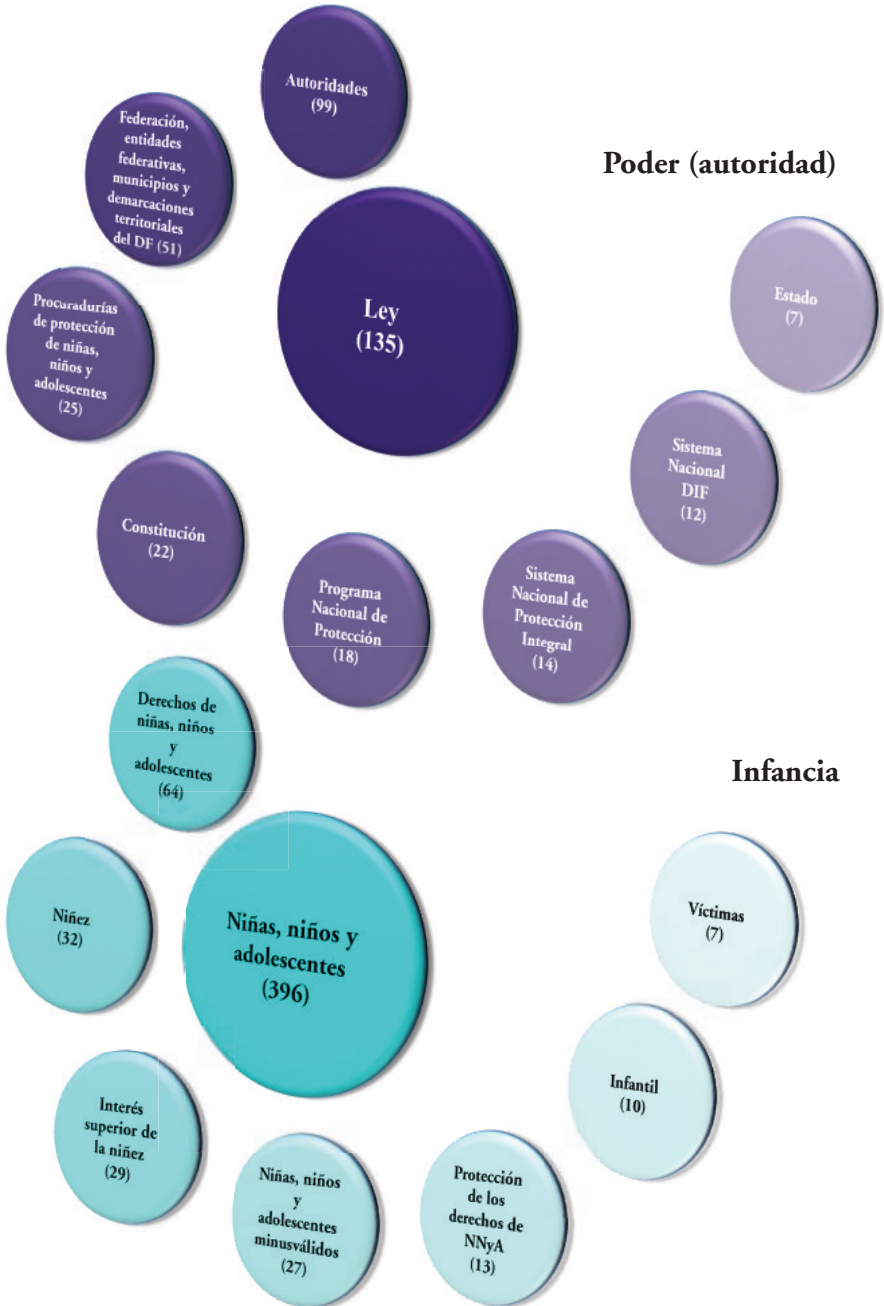 Poder (autoridad)
Autoridades
(99)
Federación,
entidades
federativas,
municipios y
demarcaciones
territoriales
del DF (51)
Ley
(135)
Estado
(7)
Procuradurías
de protección
de niñas,
niños y
adolescentes
(25)
Sistema
Nacional
DIF
(12)
Constitución
(22)
Programa
Nacional de
Protección
(18)
Sistema
Nacional de
Protección
Integral
(14)
Infancia
Derechos de
niñas, niños
y
adolescentes
(64)
Niñez
(32)
Niñas, niños y
adolescentes
(396)
Víctimas
(7)
Interés
superior de
la niñez
(29)
Infantil
(10)
Niñas, niños
y
adolescentes
minusválidos
(27)
Protección
de los
derechos de
NNyA
(13)